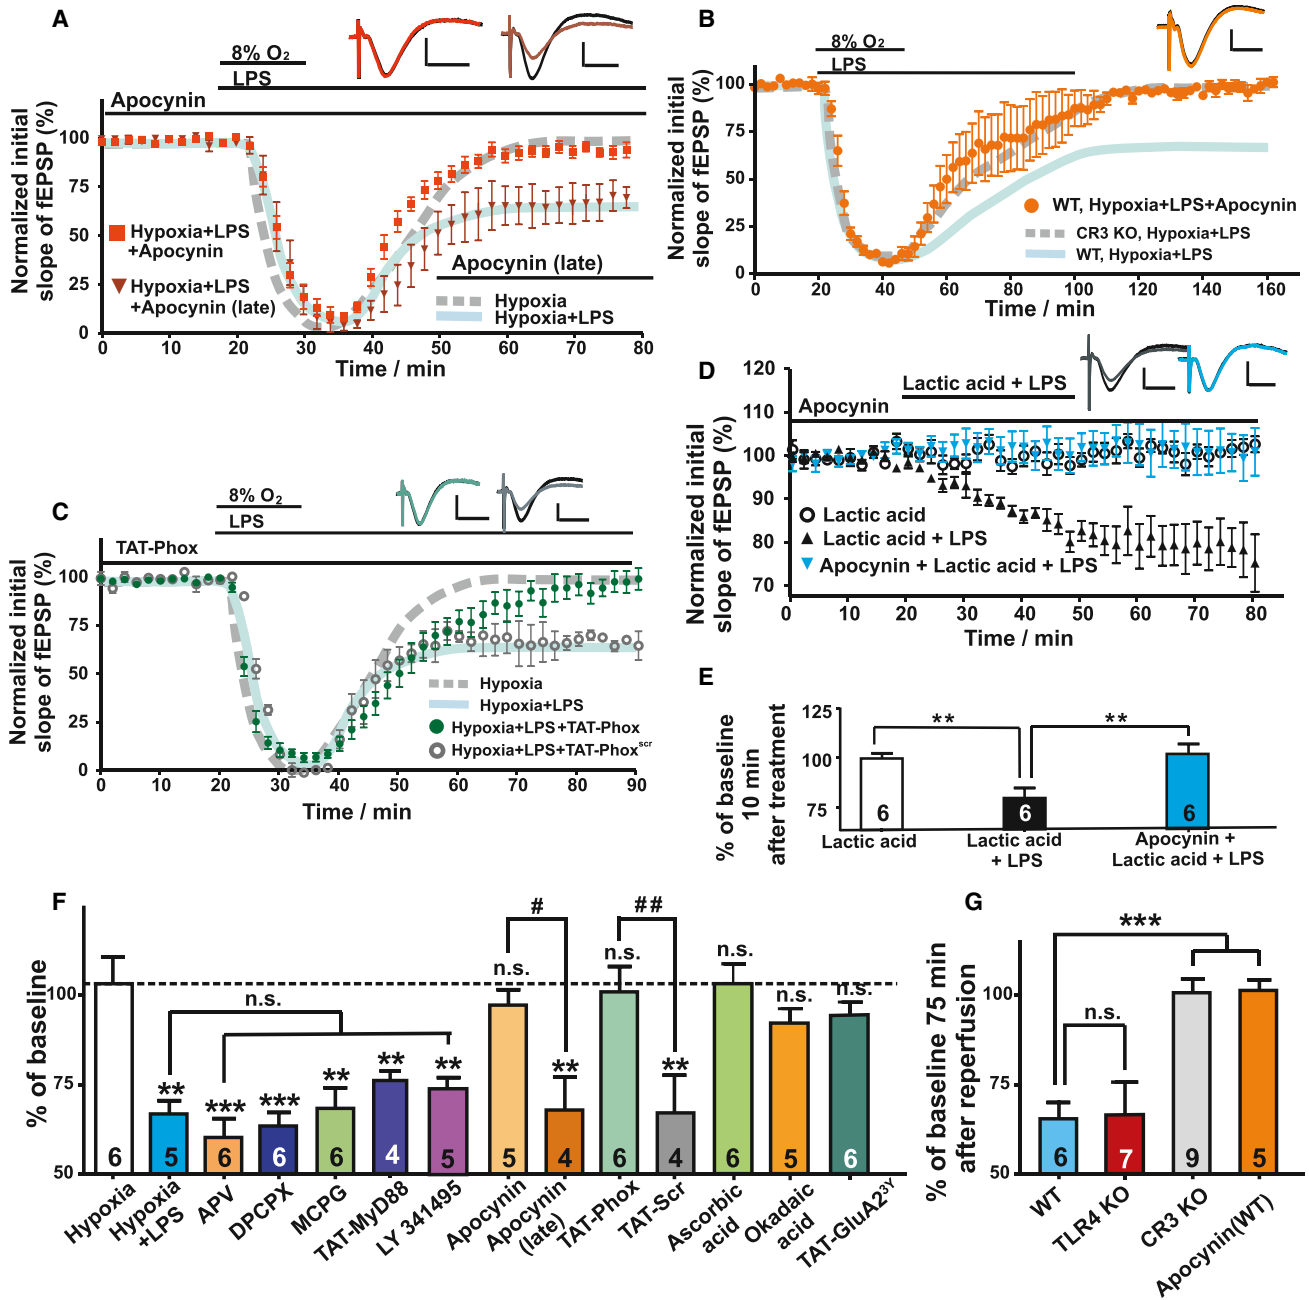 A
8% O2
LPS
Apocynin
Normalized initial
slope of fEPSP (%)
100
75
50
25
0
Hypoxia+LPS
+Apocynin
Hypoxia+LPS
+Apocynin (late)
Apocynin (late)
Hypoxia
Hypoxia+LPS
0 10 20 30 40 50 60 70 80
Time / min
B
8% O2
LPS
Normalized initial
slope of fEPSP (%)
100
75
50
25
0
WT, Hypoxia+LPS+Apocynin
CR3 KO, Hypoxia+LPS
WT, Hypoxia+LPS
0 20 40 60 80 100 120 140 160
Time / min
C
8% O2
LPS
TAT-Phox
Normalized initial
slope of fEPSP (%)
100
75
50
25
0
Hypoxia
Hypoxia+LPS
Hypoxia+LPS+TAT-Phox
Hypoxia+LPS+TAT-Phoxscr
0 10 20 30 40 50 60 70 80 90
Time / min
D
Lactic acid + LPS
Apocynin
Normalized initial
slope of fEPSP (%)
120
110
100
90
80
70
Lactic acid
Lactic acid + LPS
Apocynin + Lactic acid + LPS
0 10 20 30 40 50 60 70 80
Time / min
E
% of baseline
10 min
after treatment
125
100
75
** **
6 6 6
Lactic acid
Lactic acid
+ LPS
Apocynin +
Lactic acid + LPS
F
% of baseline
100
75
50
n.s.
** *** *** ** ** **
n.s. # **
n.s. ## **
n.s. n.s. n.s.
6 5 6 6 6 4 5 5 4 6 4 6 5 6
Hypoxia
Hypoxia
+LPS
APV
DPCPX
MCPG
TAT-MyD88
LY 341495
Apocynin
Apocynin
(late)
TAT-Phox
TAT-Scr
Ascorbic
acid
Okadaic
acid
TAT-GluA23Y
G
% of baseline 75 min
after reperfusion
100
75
50
***
n.s.
6 7 9 5
WT
TLR4 KO
CR3 KO
Apocynin(WT)